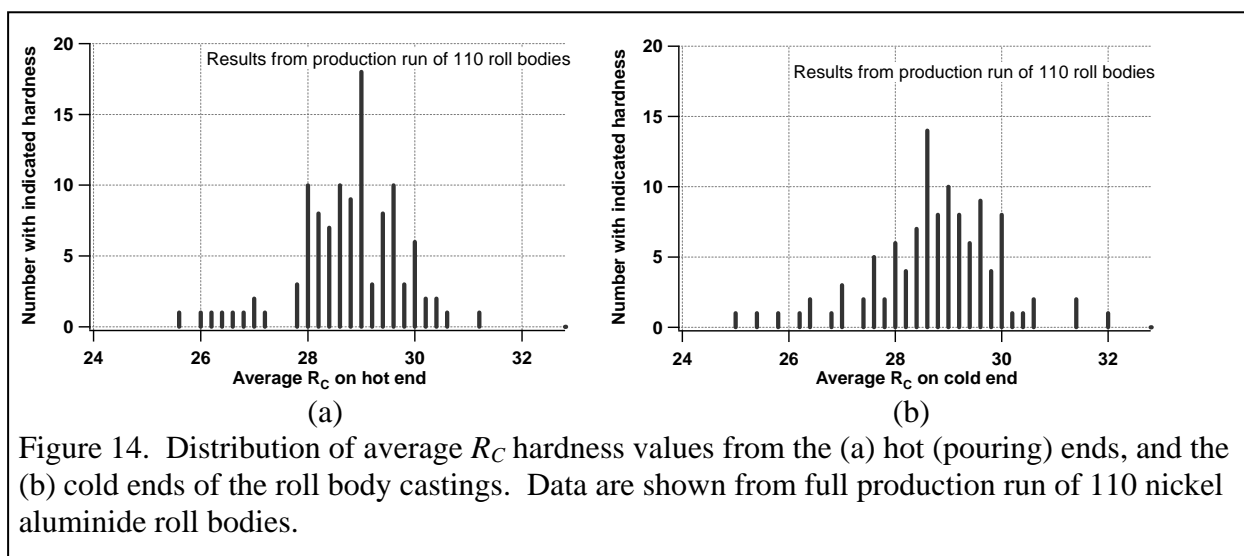 Number with indicated hardness
20
15
10
5
0
Results from production run of 110 roll bodies
24 26 28 30 32
Average RC on hot end
(a)
Number with indicated hardness
20
15
10
5
0
Results from production run of 110 roll bodies
24 26 28 30 32
Average RC on cold end
(b)
Figure 14. Distribution of average RC hardness values from the (a) hot (pouring) ends, and the
(b) cold ends of the roll body castings. Data are shown from full production run of 110 nickel
aluminide roll bodies.